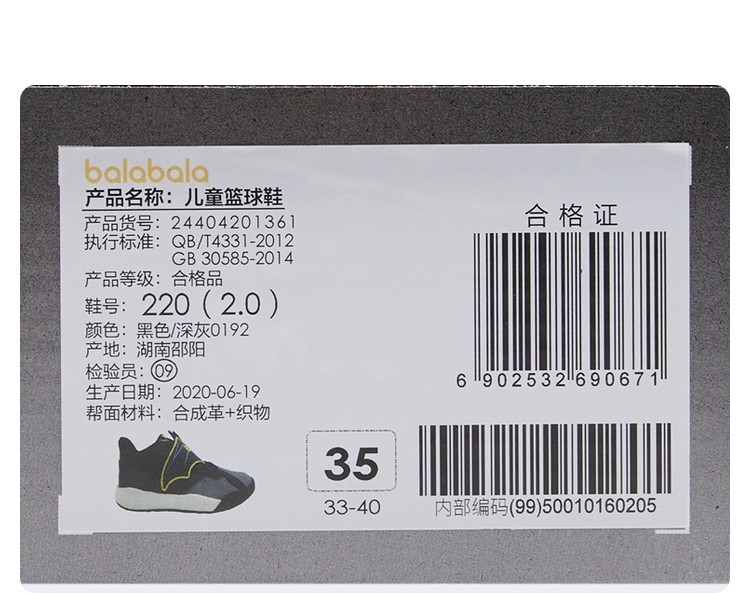 balabala
产品名称：儿童篮球鞋
产品货号：24404201361
执行标准：QB/T4331-2012
GB 30585-2014
产品等级：合格品
鞋号：220（2.0）
颜色：黑色/深灰0192
产地：湖南邵阳
检验员：09
生产日期：2020-06-19
帮面材料：合成革+织物
合格证
6 902532 690671
35
33-40
内部编码(99)50010160205